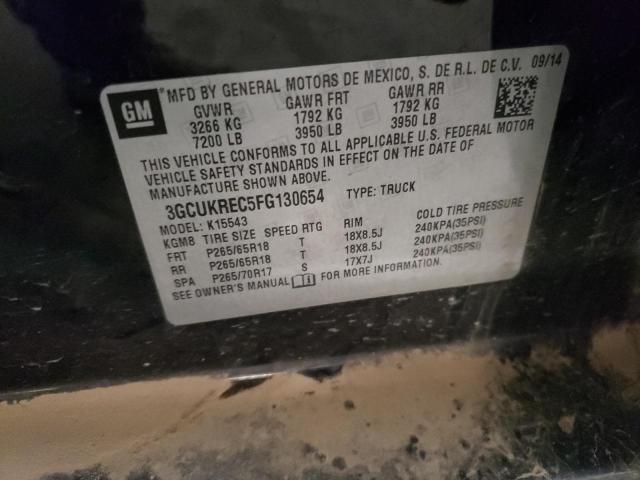 GM
*MFD BY GENERAL MOTORS DE MEXICO, S. DE R.L. DE C.V. 09/14
GVWR GAWR FRT GAWR RR
3266 KG 1792 KG 1792 KG
7200 LB 3950 LB 3950 LB
THIS VEHICLE CONFORMS TO ALL APPLICABLE U.S. FEDERAL MOTOR
VEHICLE SAFETY STANDARDS IN EFFECT ON THE DATE OF
MANUFACTURE SHOWN ABOVE.
3GCUKREC5FG130654 TYPE: TRUCK
MODEL: K15543
KGM8 TIRE SIZE SPEED RTG RIM COLD TIRE PRESSURE
FRT P265/65R18 T 18X8.5J 240KPA(35PSI)
RR P265/65R18 T 18X8.5J 240KPA(35PSI)
SPA P265/70R17 S 17X7J 240KPA(35PSI)
SEE OWNER'S MANUAL FOR MORE INFORMATION.